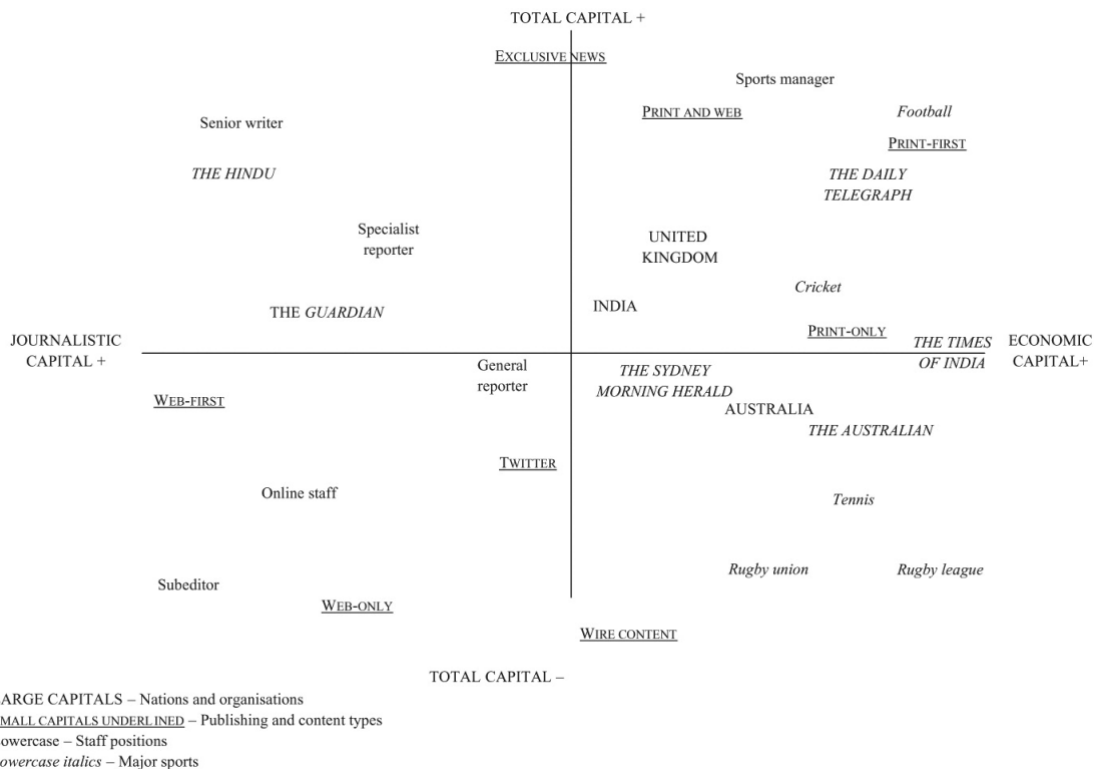 TOTAL CAPITAL +
EXCLUSIVE NEWS
Sports manager
PRINT AND WEB
Football
Senior writer
PRINT-FIRST
THE HINDU
THE DAILY
TELEGRAPH
Specialist
reporter
UNITED
KINGDOM
Cricket
INDIA
THE GUARDIAN
PRINT-ONLY
JOURNALISTIC
CAPITAL +
THE TIMES
OF INDIA
ECONOMIC
CAPITAL+
General
reporter
THE SYDNEY
MORNING HERALD
WEB-FIRST
AUSTRALIA
THE AUSTRALIAN
TWITTER
Online staff
Tennis
Rugby union
Rugby league
Subeditor
WEB-ONLY
WIRE CONTENT
TOTAL CAPITAL –
ARGE CAPITALS – Nations and organisations
MALL CAPITALS UNDERLINED – Publishing and content types
owercase – Staff positions
owercase italics – Major sports